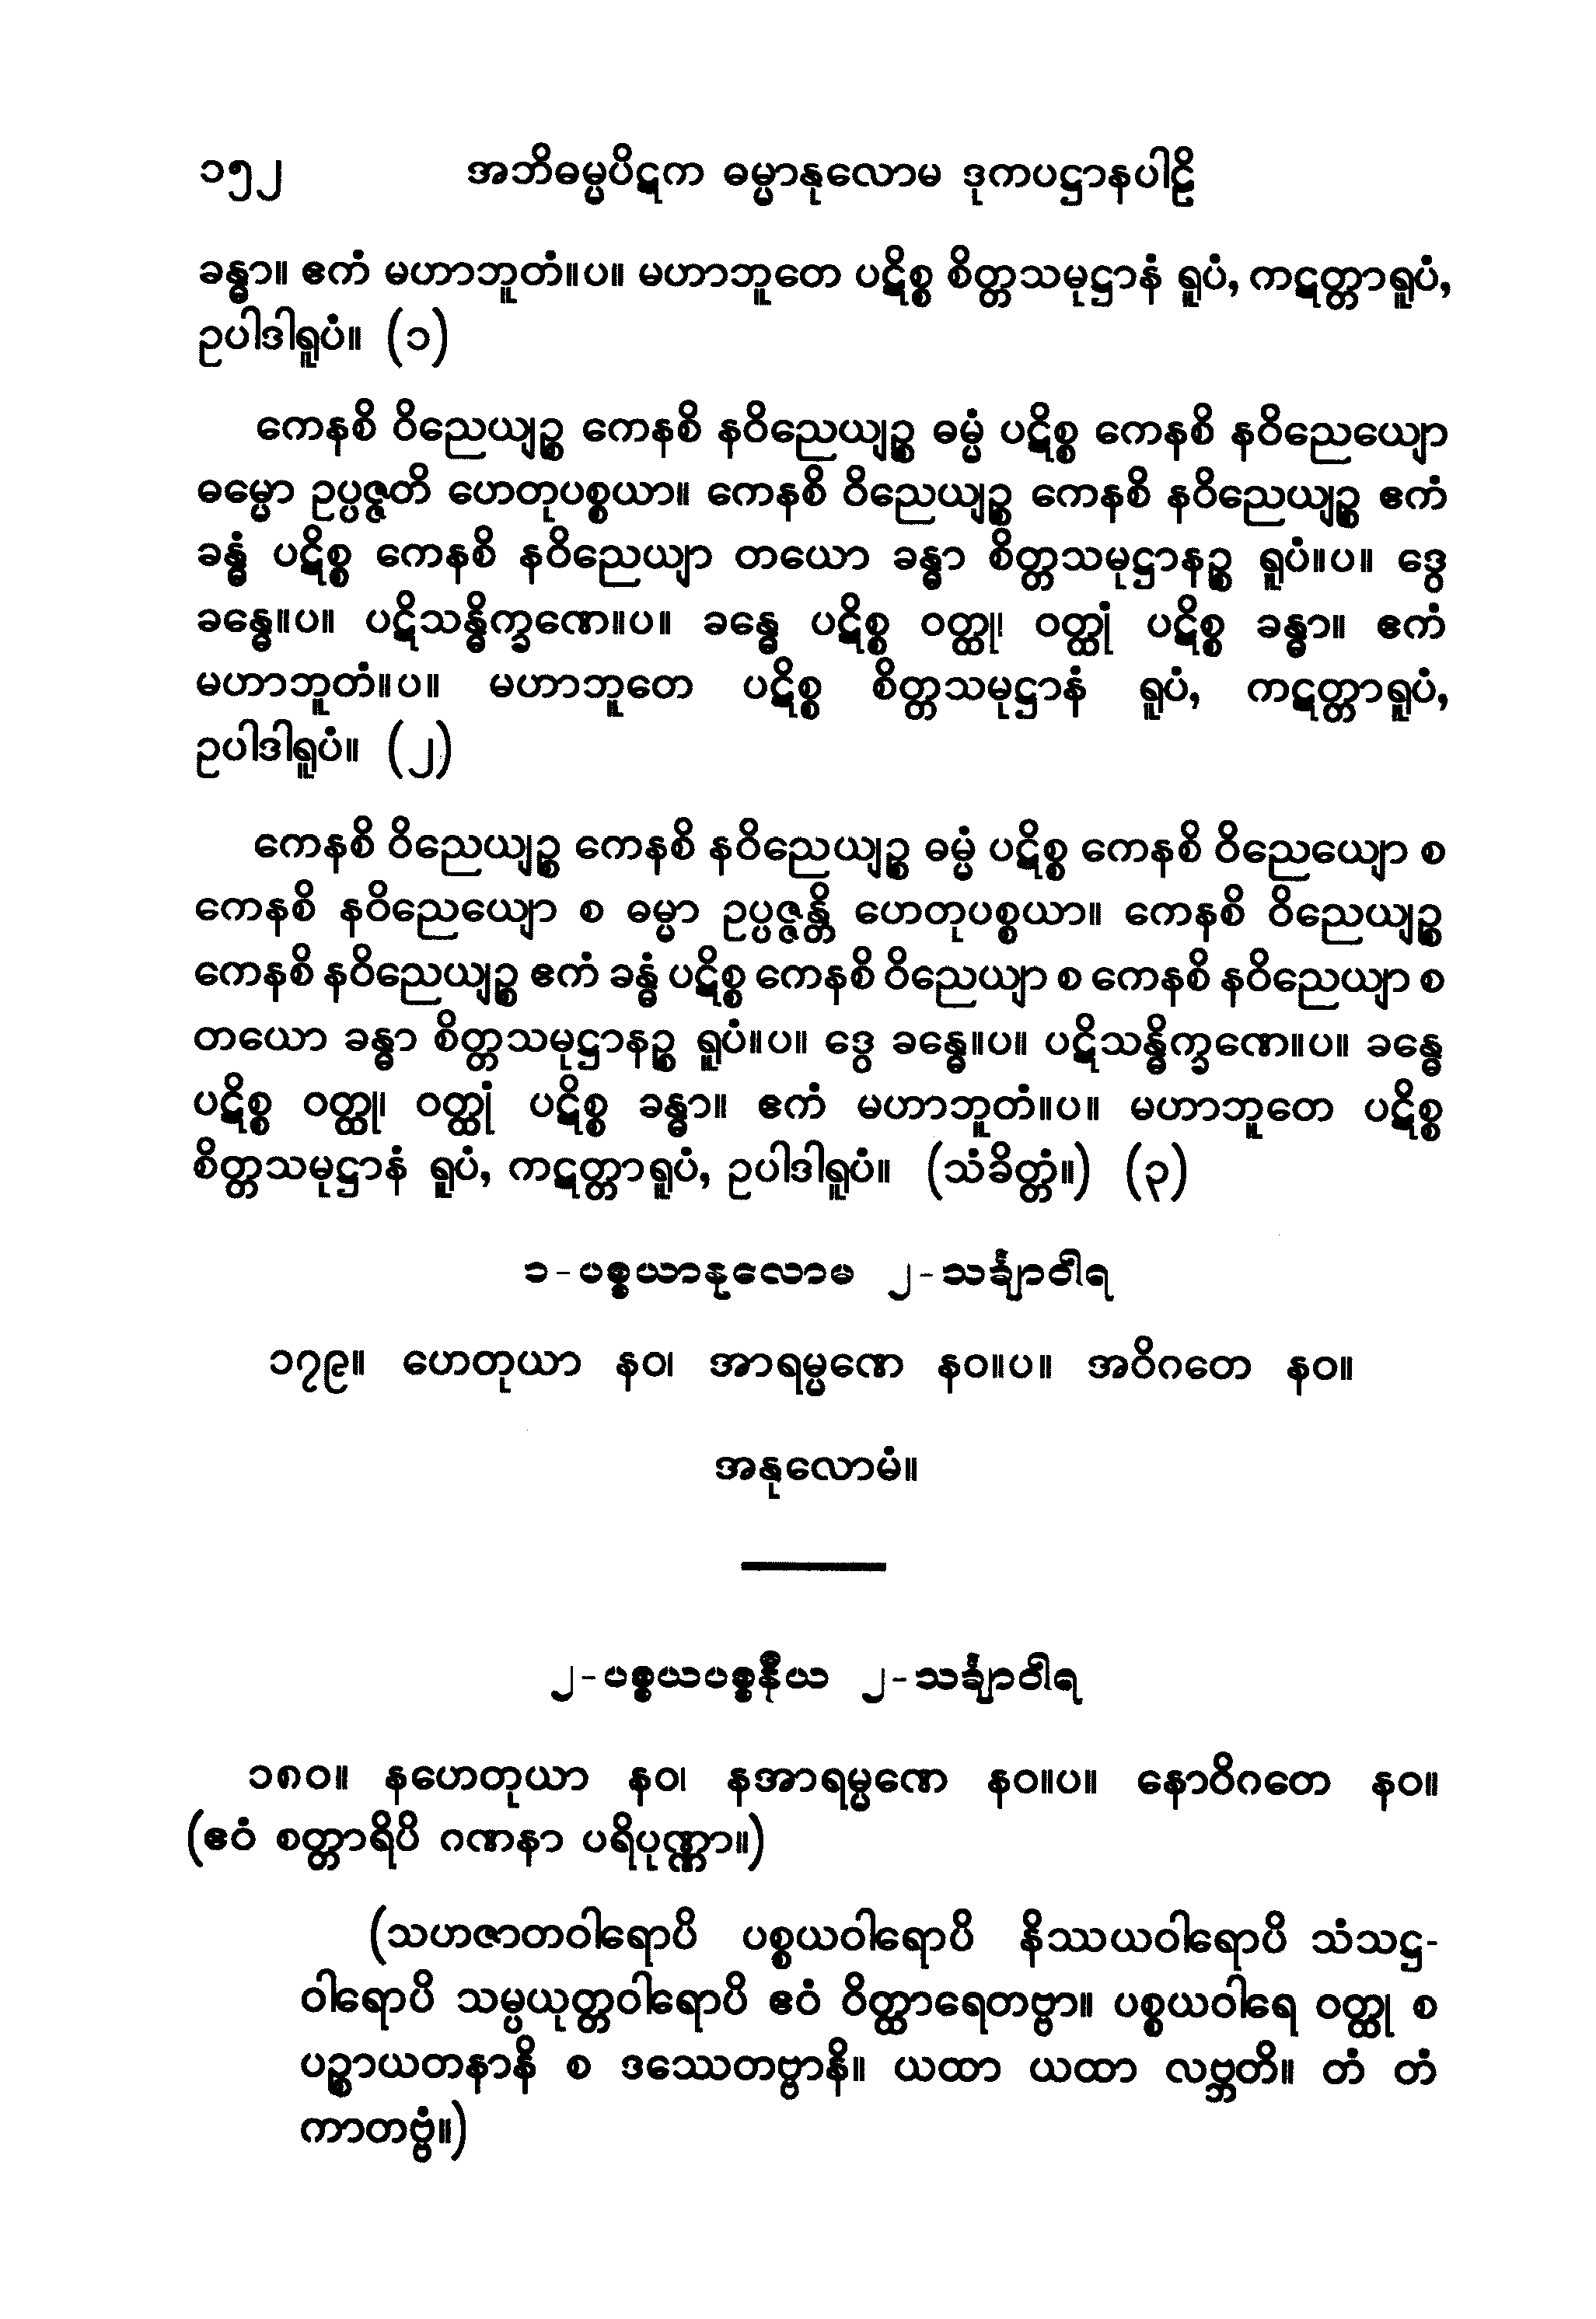 ၁၅၂ အဘိဓမ္မပိဋက ဓမ္မာနုလောမ ဒုကပဋ္ဌာနပါဠိ
ခန္ဓာ။ ဧကံ မဟာဘူတံ။ပ။ မဟာဘူတေ ပဋိစ္စ စိတ္တသမုဋ္ဌာနံ ရူပံ, ကဋတ္တာရူပံ,
ဥပါဒါရူပံ။ (၁)
ကေနစိ ဝိညေယျဉ္စ ကေနစိ နဝိညေယျဉ္စ ဓမ္မံ ပဋိစ္စ ကေနစိ နဝိညေယျော
ဓမ္မော ဥပ္ပဇ္ဇတိ ဟေတုပစ္စယာ။ ကေနစိ ဝိညေယျဉ္စ ကေနစိ နဝိညေယျဉ္စ ဧကံ
ခန္ဓံ ပဋိစ္စ ကေနစိ နဝိညေယျာ တယော ခန္ဓာ စိတ္တသမုဋ္ဌာနဉ္စ ရူပံ။ပ။ ဒွေ
ခန္ဓေ။ပ။ ပဋိသန္ဓိက္ခဏေ။ပ။ ခန္ဓေ ပဋိစ္စ ဝတ္ထု၊ ဝတ္ထုံ ပဋိစ္စ ခန္ဓာ။ ဧကံ
မဟာဘူတံ။ပ။ မဟာဘူတေ ပဋိစ္စ စိတ္တသမုဋ္ဌာနံ ရူပံ, ကဋတ္တာရူပံ,
ဥပါဒါရူပံ။ (၂)
ကေနစိ ဝိညေယျဉ္စ ကေနစိ နဝိညေယျဉ္စ ဓမ္မံ ပဋိစ္စ ကေနစိ ဝိညေယျော စ
ကေနစိ နဝိညေယျော စ ဓမ္မာ ဥပ္ပဇ္ဇန္တိ ဟေတုပစ္စယာ။ ကေနစိ ဝိညေယျဉ္စ
ကေနစိ နဝိညေယျဉ္စ ဧကံ ခန္ဓံ ပဋိစ္စ ကေနစိ ဝိညေယျာ စ ကေနစိ နဝိညေယျာ စ
တယော ခန္ဓာ စိတ္တသမုဋ္ဌာနဉ္စ ရူပံ။ပ။ ဒွေ ခန္ဓေ။ပ။ ပဋိသန္ဓိက္ခဏေ။ပ။ ခန္ဓေ
ပဋိစ္စ ဝတ္ထု၊ ဝတ္ထုံ ပဋိစ္စ ခန္ဓာ။ ဧကံ မဟာဘူတံ။ပ။ မဟာဘူတေ ပဋိစ္စ
စိတ္တသမုဋ္ဌာနံ ရူပံ, ကဋတ္တာရူပံ, ဥပါဒါရူပံ။ (သံခိတ္တံ။) (၃)
၁-ပစ္စယာနုလောမ ၂-သင်္ချာဝါရ
၁၇၉။ ဟေတုယာ နဝ၊ အာရမ္မဏေ နဝ။ပ။ အဝိဂတေ နဝ။
အနုလောမံ။
၂-ပစ္စယပစ္စနီယ ၂-သင်္ချာဝါရ
၁၈၀။ နဟေတုယာ နဝ၊ နအာရမ္မဏေ နဝ။ပ။ နောဝိဂတေ နဝ။
(ဧဝံ စတ္တာရိပိ ဂဏနာ ပရိပုဏ္ဏာ။)
(သဟဇာတဝါရောပိ ပစ္စယဝါရောပိ နိဿယဝါရောပိ သံသဋ္ဌ-
ဝါရောပိ သမ္ပယုတ္တဝါရောပိ ဧဝံ ဝိတ္ထာရေတဗ္ဗာ။ ပစ္စယဝါရေ ဝတ္ထု စ
ပဉ္စာယတနာနိ စ ဒဿေတဗ္ဗာနိ။ ယထာ ယထာ လဗ္ဘတိ။ တံ တံ
ကာတဗ္ဗံ။)